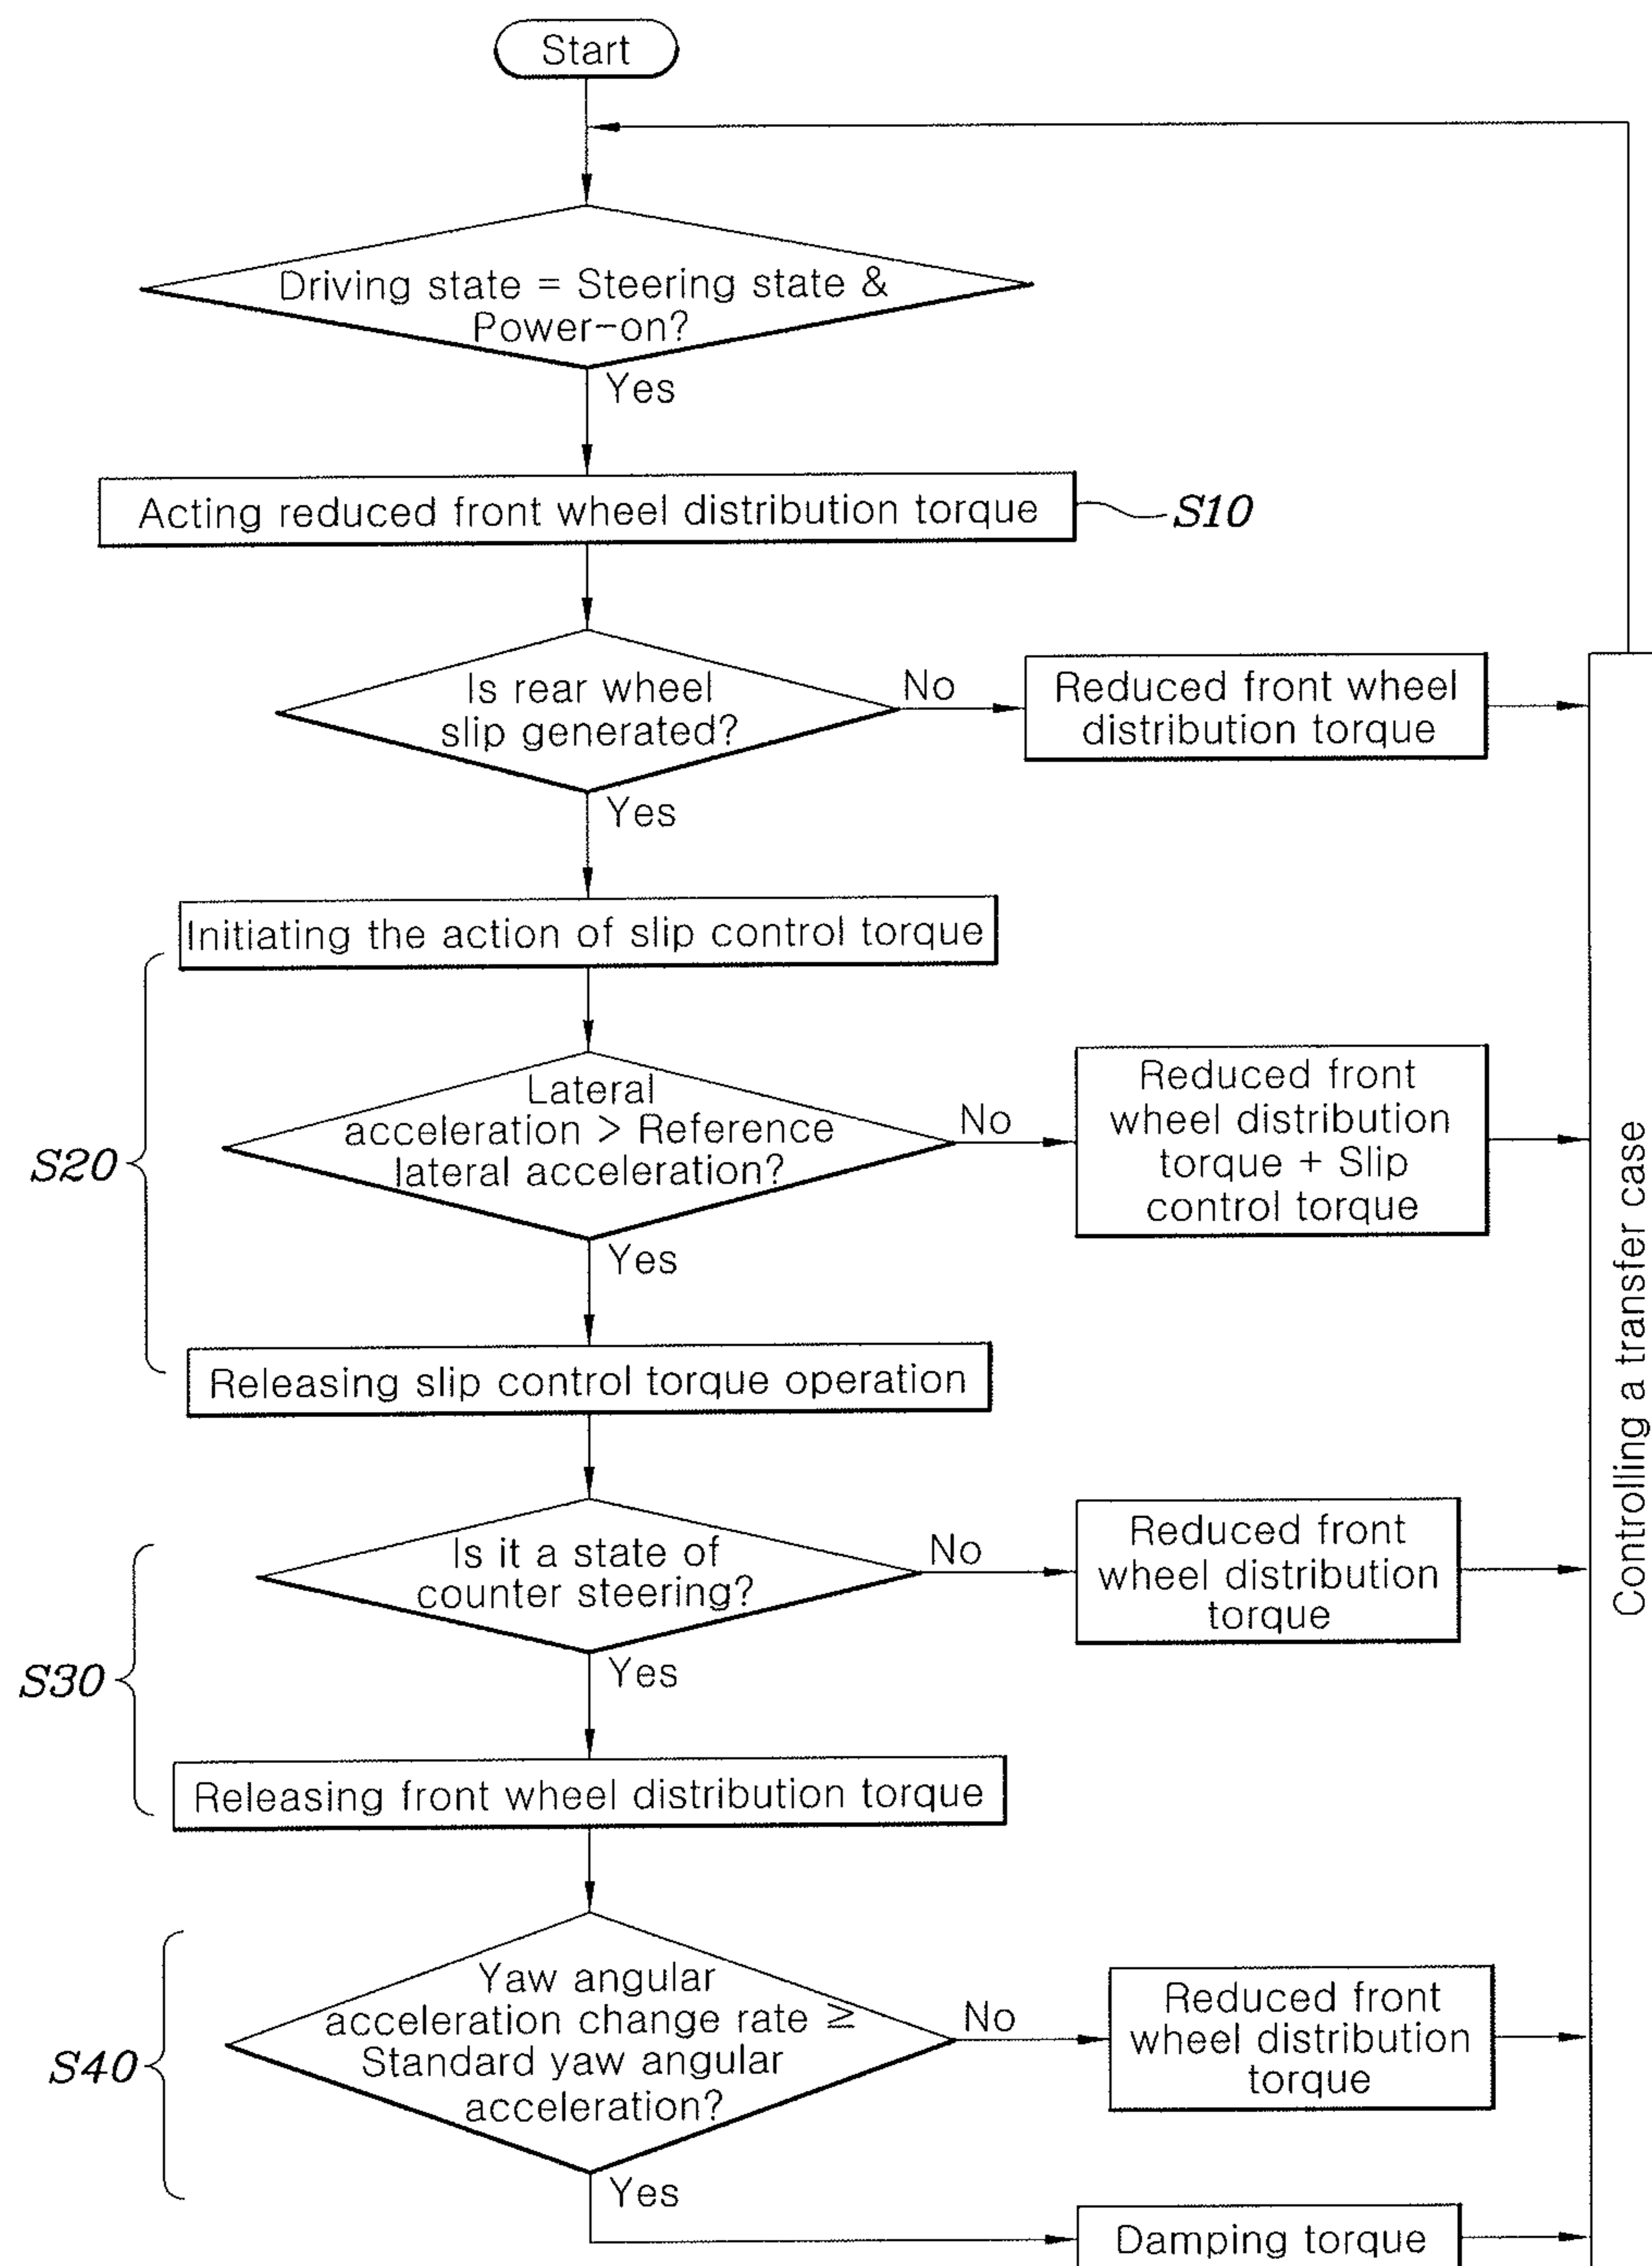 Start
Driving state = Steering state &
Power-on?
Yes
Acting reduced front wheel distribution torque
S10
Is rear wheel
slip generated?
No
Reduced front wheel
distribution torque
Yes
Initiating the action of slip control torque
S20
Lateral
acceleration > Reference
lateral acceleration?
No
Reduced front
wheel distribution
torque + Slip
control torque
Yes
Releasing slip control torque operation
Controlling a transfer case
S30
Is it a state of
counter steering?
No
Reduced front
wheel distribution
torque
Yes
Releasing front wheel distribution torque
S40
Yaw angular
acceleration change rate ≥
Standard yaw angular
acceleration?
No
Reduced front
wheel distribution
torque
Yes
Damping torque